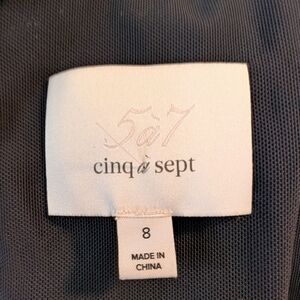 5à7
cinq à sept
8
MADE IN
CHINA